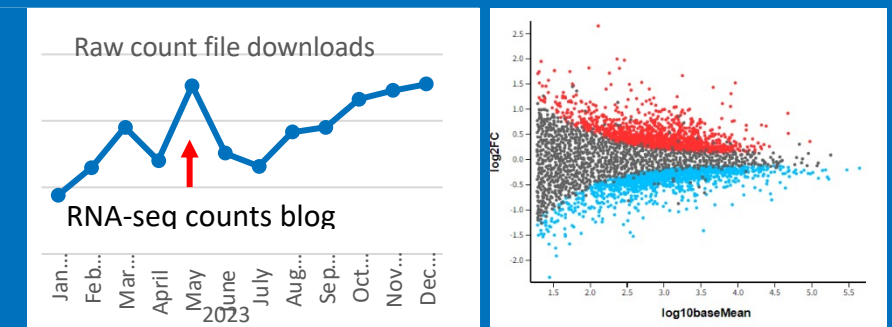 Raw count file downloads
RNA-seq counts blog
Jan...
Feb...
Mar...
April
May
June
July
Aug...
Sep...
Oct...
Nov...
Dec...
2023
log2FC
2.5
2.0
1.5
1.0
0.5
0.0
-0.5
-1.0
-1.5
-2.0
1.5 2.0 2.5 3.0 3.5 4.0 4.5 5.0 5.5
log10baseMean